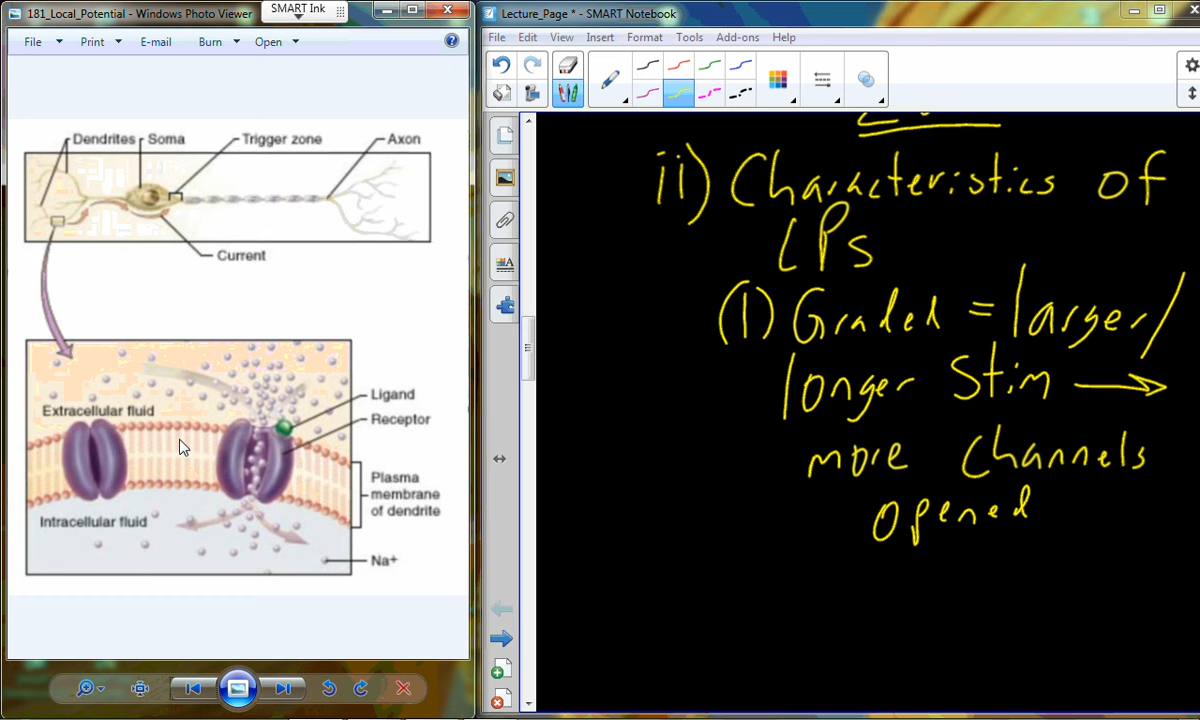 181_Local_Potential - Windows Photo Viewer
SMART Ink
File Print E-mail Burn Open
Dendrites Soma Trigger zone Axon
Current
Extracellular fluid
Ligand
Receptor
Plasma
membrane
of dendrite
Intracellular fluid
Na+
Lecture_Page * - SMART Notebook
File Edit View Insert Format Tools Add-ons Help
ii) Characteristics of
LPs
(1) Graded = larger/
longer Stim →
more Channels
opened